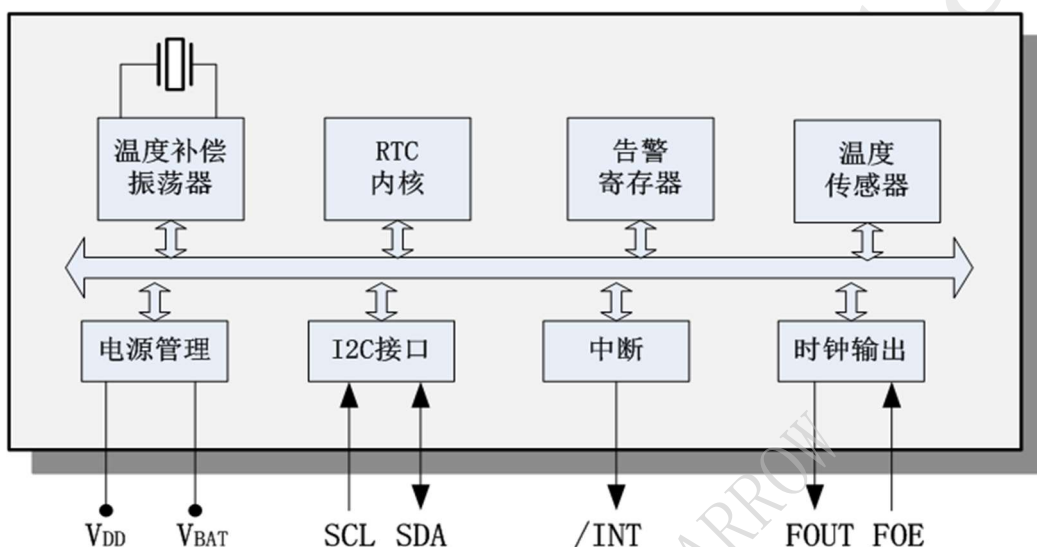 温度补偿
振荡器
RTC
内核
告警
寄存器
温度
传感器
电源管理
I2C接口
中断
时钟输出
VDD
VBAT
SCL
SDA
/INT
FOUT
FOE
ARROW